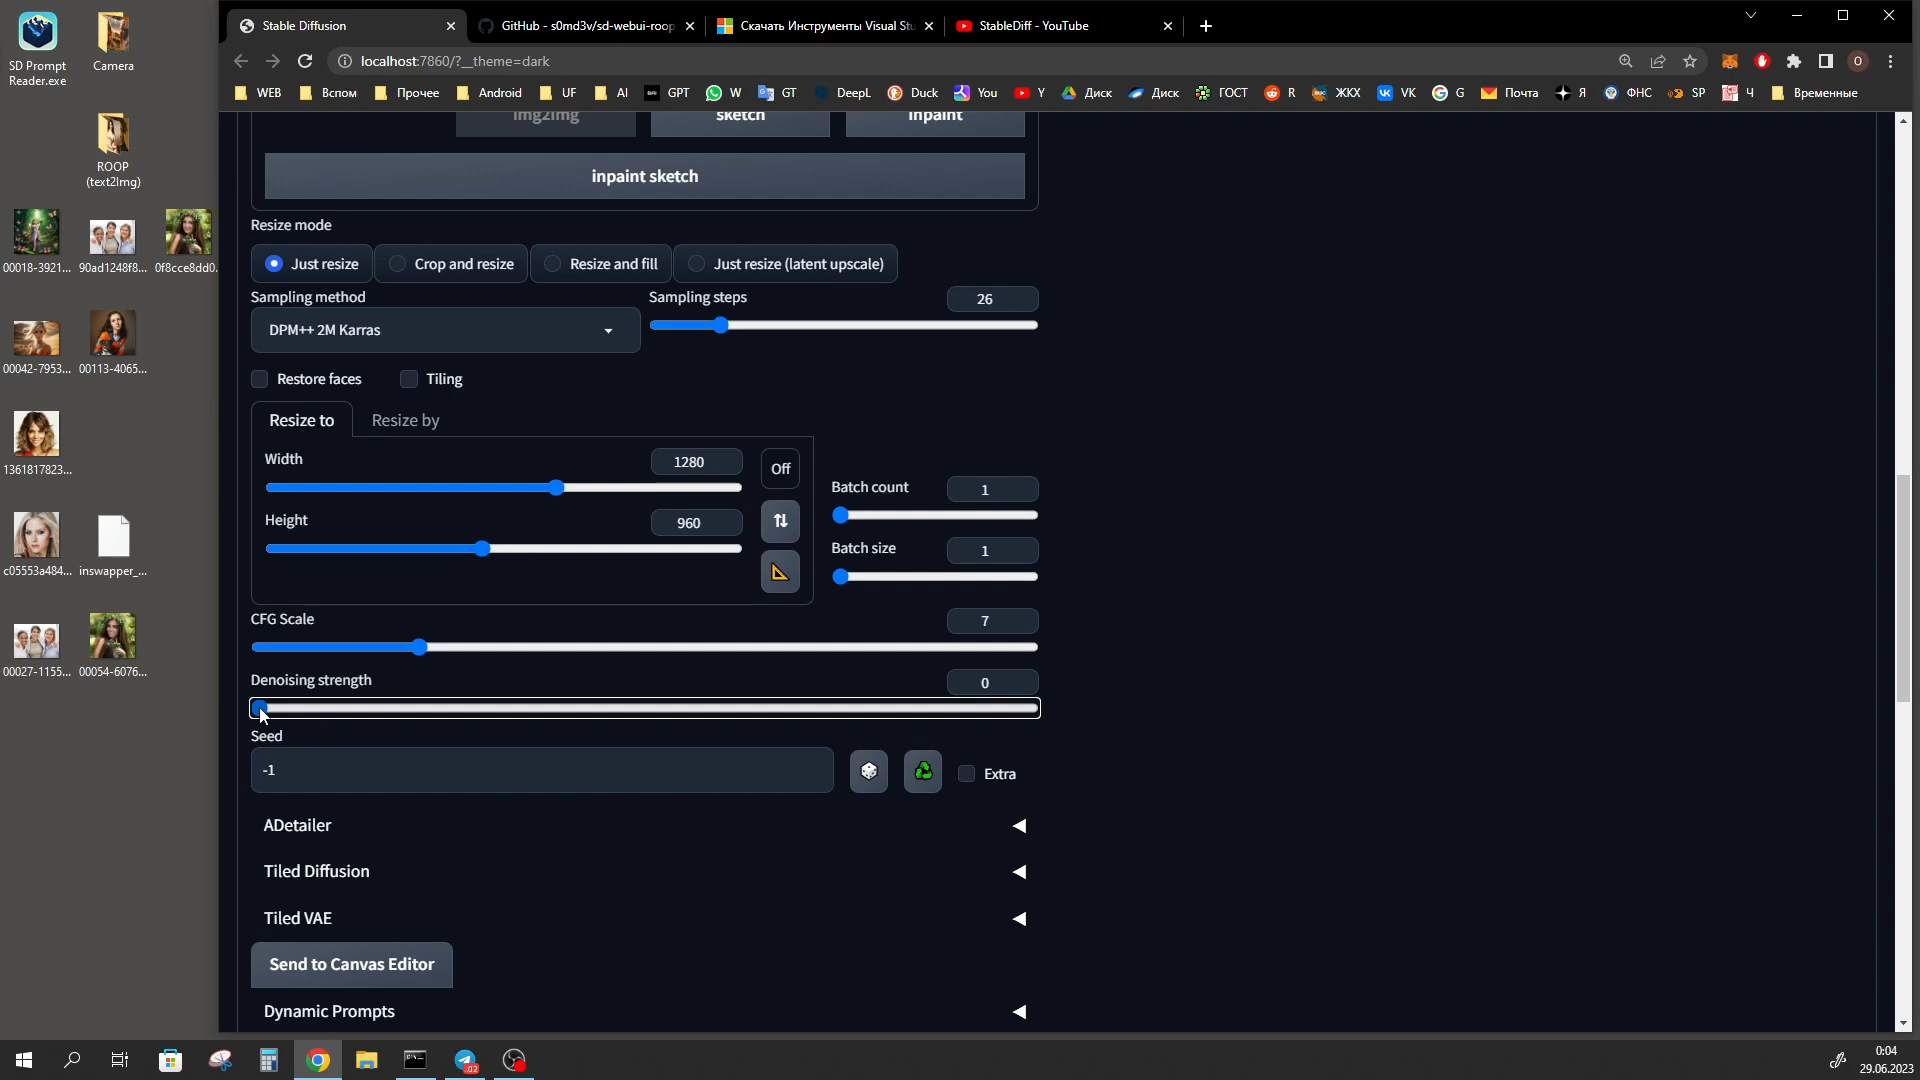 SD Prompt
Reader.exe
Camera
ROOP
(text2Img)
00018-3921...
90ad1248f8...
0f8cce8dd0...
00042-7953...
00113-4065...
1361817823...
c05553a484...
inswapper_...
00027-1155...
00054-6076...
Stable Diffusion
GitHub - s0md3v/sd-webui-roop
Скачать Инструменты Visual Stu
StableDiff - YouTube
localhost:7860/?__theme=dark
O
WEB
Вспом
Прочее
Android
UF
AI
GPT
W
GT
DeepL
Duck
You
Y
Диск
Диск
ГОСТ
R
ЖКХ
VK
G
Почта
Я
ФНС
SP
Ч
Временные
img2img
sketch
inpaint
inpaint sketch
Resize mode
Just resize
Crop and resize
Resize and fill
Just resize (latent upscale)
Sampling method
Sampling steps
26
DPM++ 2M Karras
Restore faces
Tiling
Resize to
Resize by
Width
1280
Off
Height
960
Batch count
1
Batch size
1
CFG Scale
7
Denoising strength
0
Seed
-1
Extra
ADetailer
Tiled Diffusion
Tiled VAE
Send to Canvas Editor
Dynamic Prompts
0:04
29.06.2023